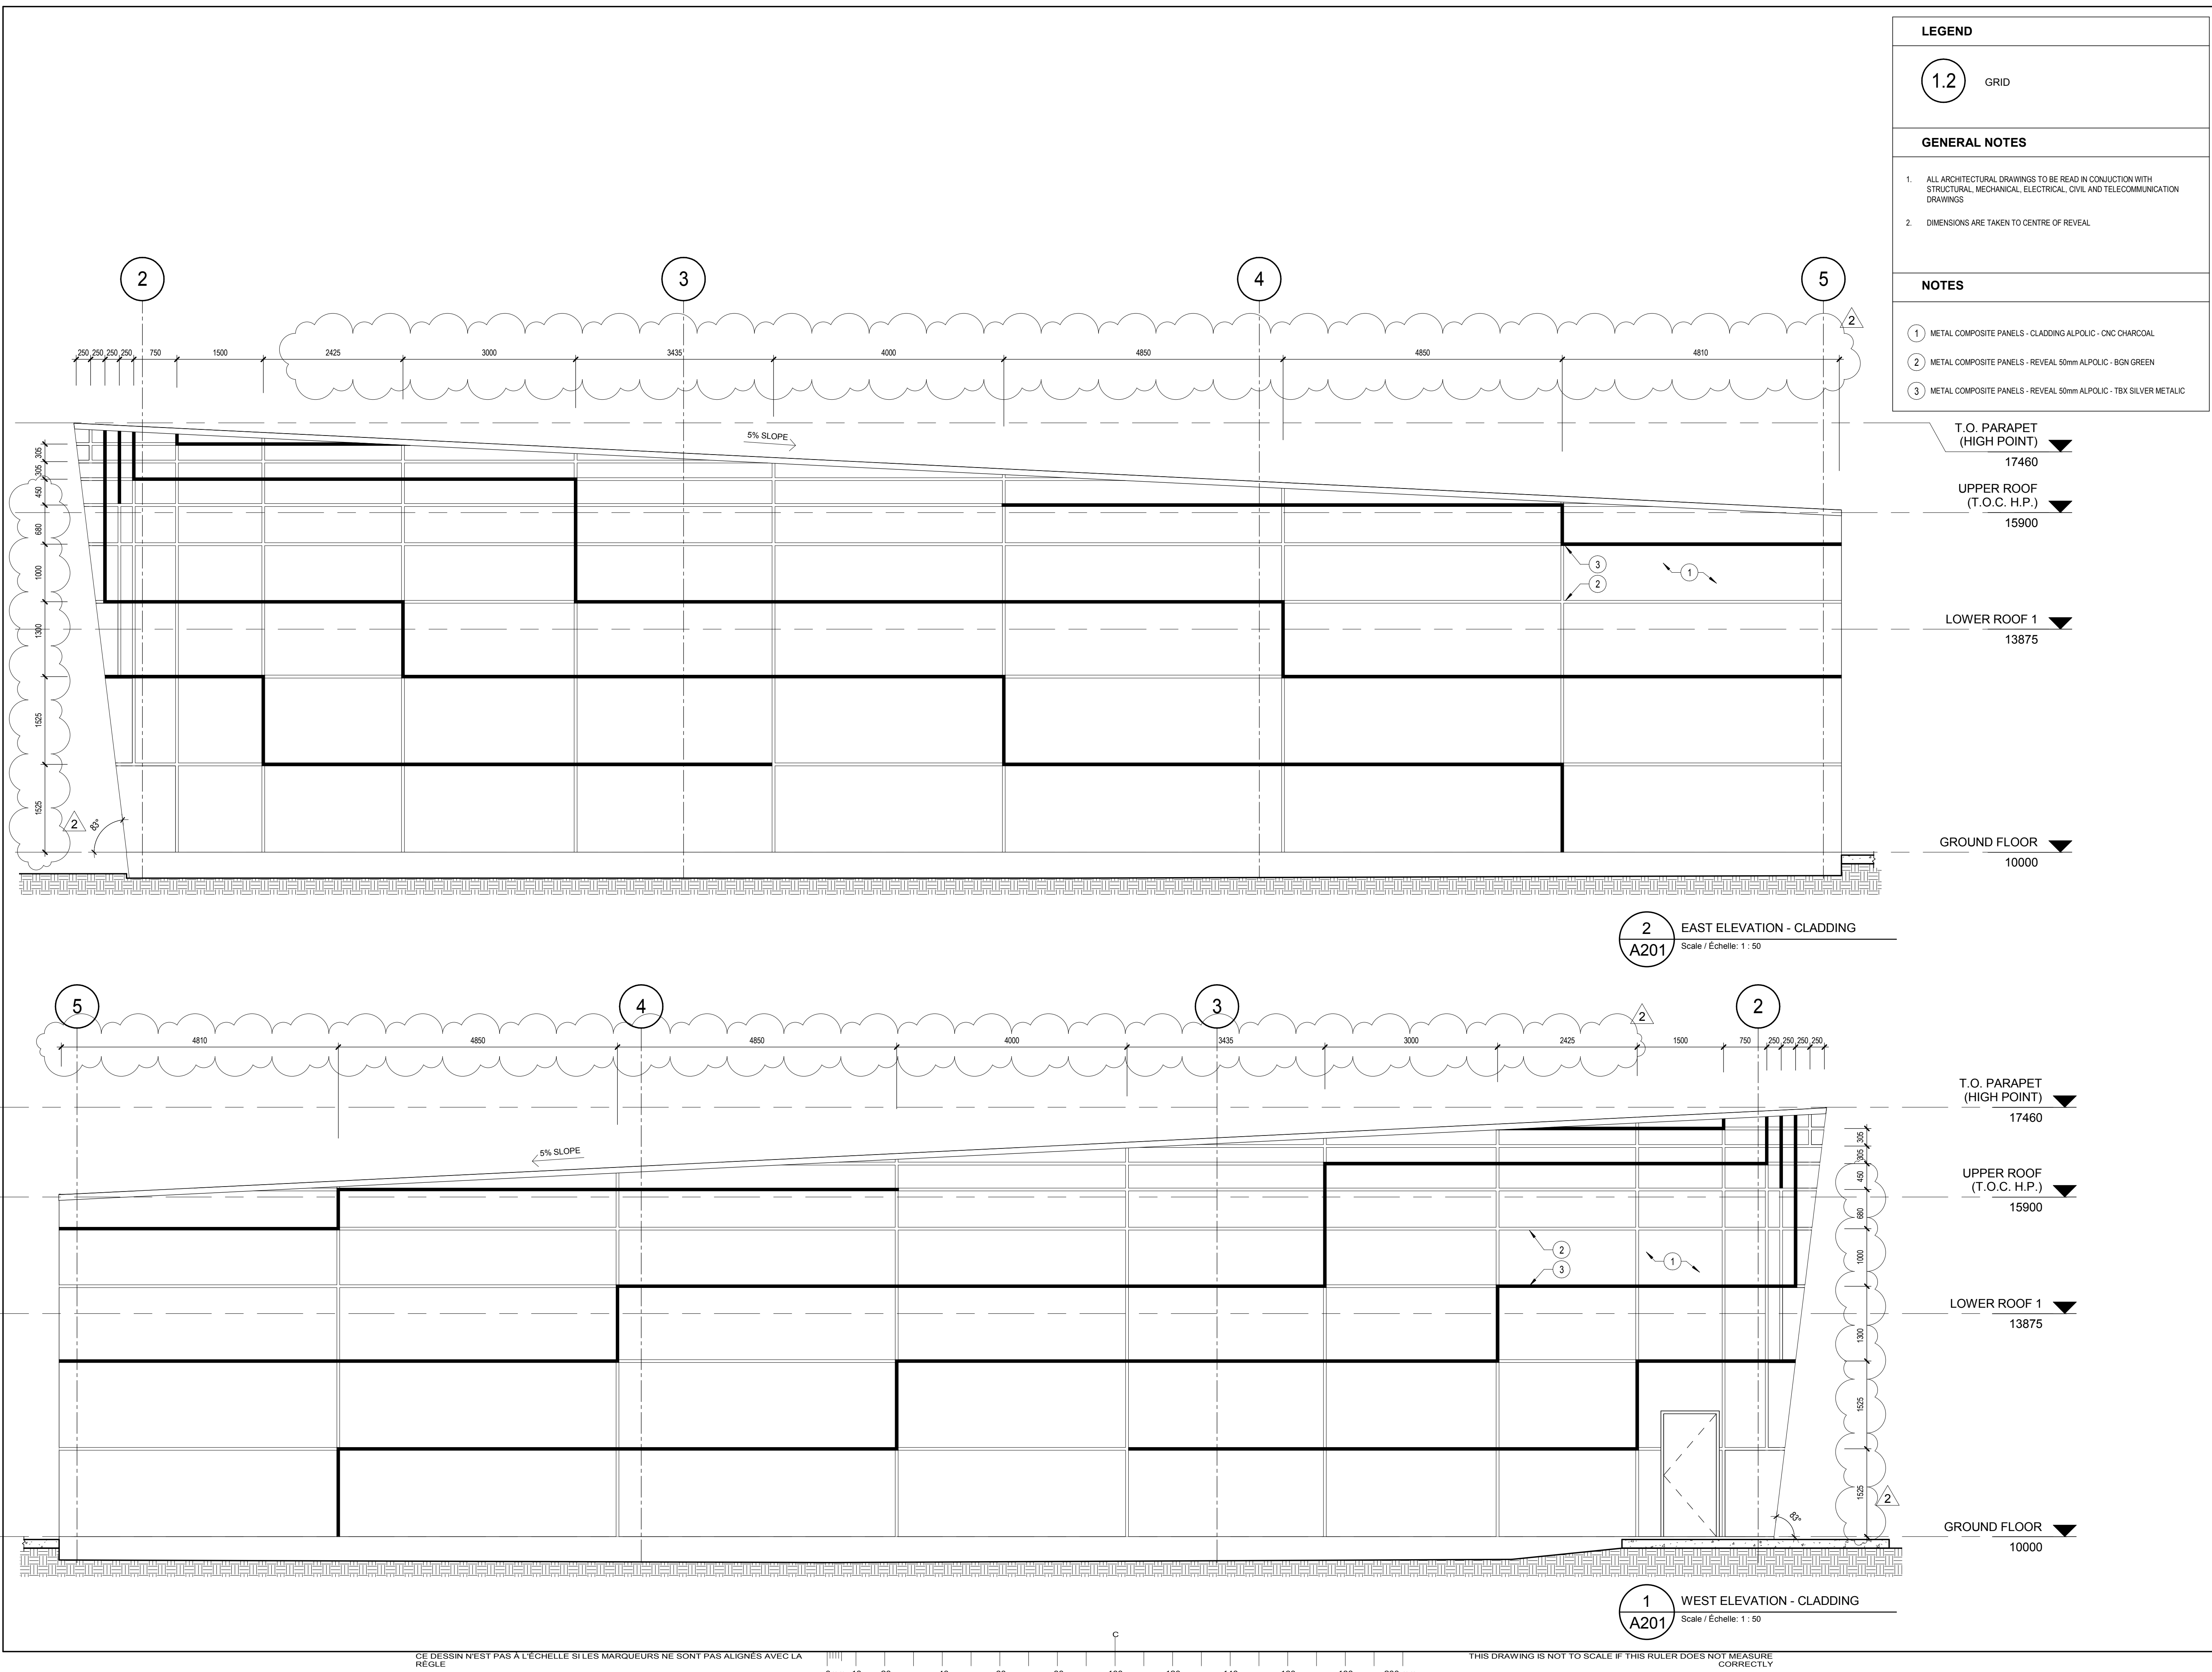 LEGEND
1.2 GRID
GENERAL NOTES
1. ALL ARCHITECTURAL DRAWINGS TO BE READ IN CONJUCTION WITH
STRUCTURAL, MECHANICAL, ELECTRICAL, CIVIL AND TELECOMMUNICATION
DRAWINGS
2. DIMENSIONS ARE TAKEN TO CENTRE OF REVEAL
NOTES
1 METAL COMPOSITE PANELS - CLADDING ALPOLIC - CNC CHARCOAL
2 METAL COMPOSITE PANELS - REVEAL 50mm ALPOLIC - BGN GREEN
3 METAL COMPOSITE PANELS - REVEAL 50mm ALPOLIC - TBX SILVER METALIC
2 3 4 5
2
250 250 250 250 750 1500 2425 3000 3435 4000 4850 4850 4810
5% SLOPE
305
305
450
680
1000
1300
1525
1525
2
83°
3
2
1
T.O. PARAPET
(HIGH POINT)
17460
UPPER ROOF
(T.O.C. H.P.)
15900
LOWER ROOF 1
13875
GROUND FLOOR
10000
2
A201
EAST ELEVATION - CLADDING
Scale / Échelle: 1 : 50
5 4 3 2
2
4810 4850 4850 4000 3435 3000 2425 1500 750 250 250 250 250
5% SLOPE
2
3
1
305
305
450
680
1000
1300
1525
1525
2
83°
T.O. PARAPET
(HIGH POINT)
17460
UPPER ROOF
(T.O.C. H.P.)
15900
LOWER ROOF 1
13875
GROUND FLOOR
10000
1
A201
WEST ELEVATION - CLADDING
Scale / Échelle: 1 : 50
C
CE DESSIN N'EST PAS À L'ÉCHELLE SI LES MARQUEURS NE SONT PAS ALIGNÉS AVEC LA
RÈGLE
THIS DRAWING IS NOT TO SCALE IF THIS RULER DOES NOT MEASURE
CORRECTLY